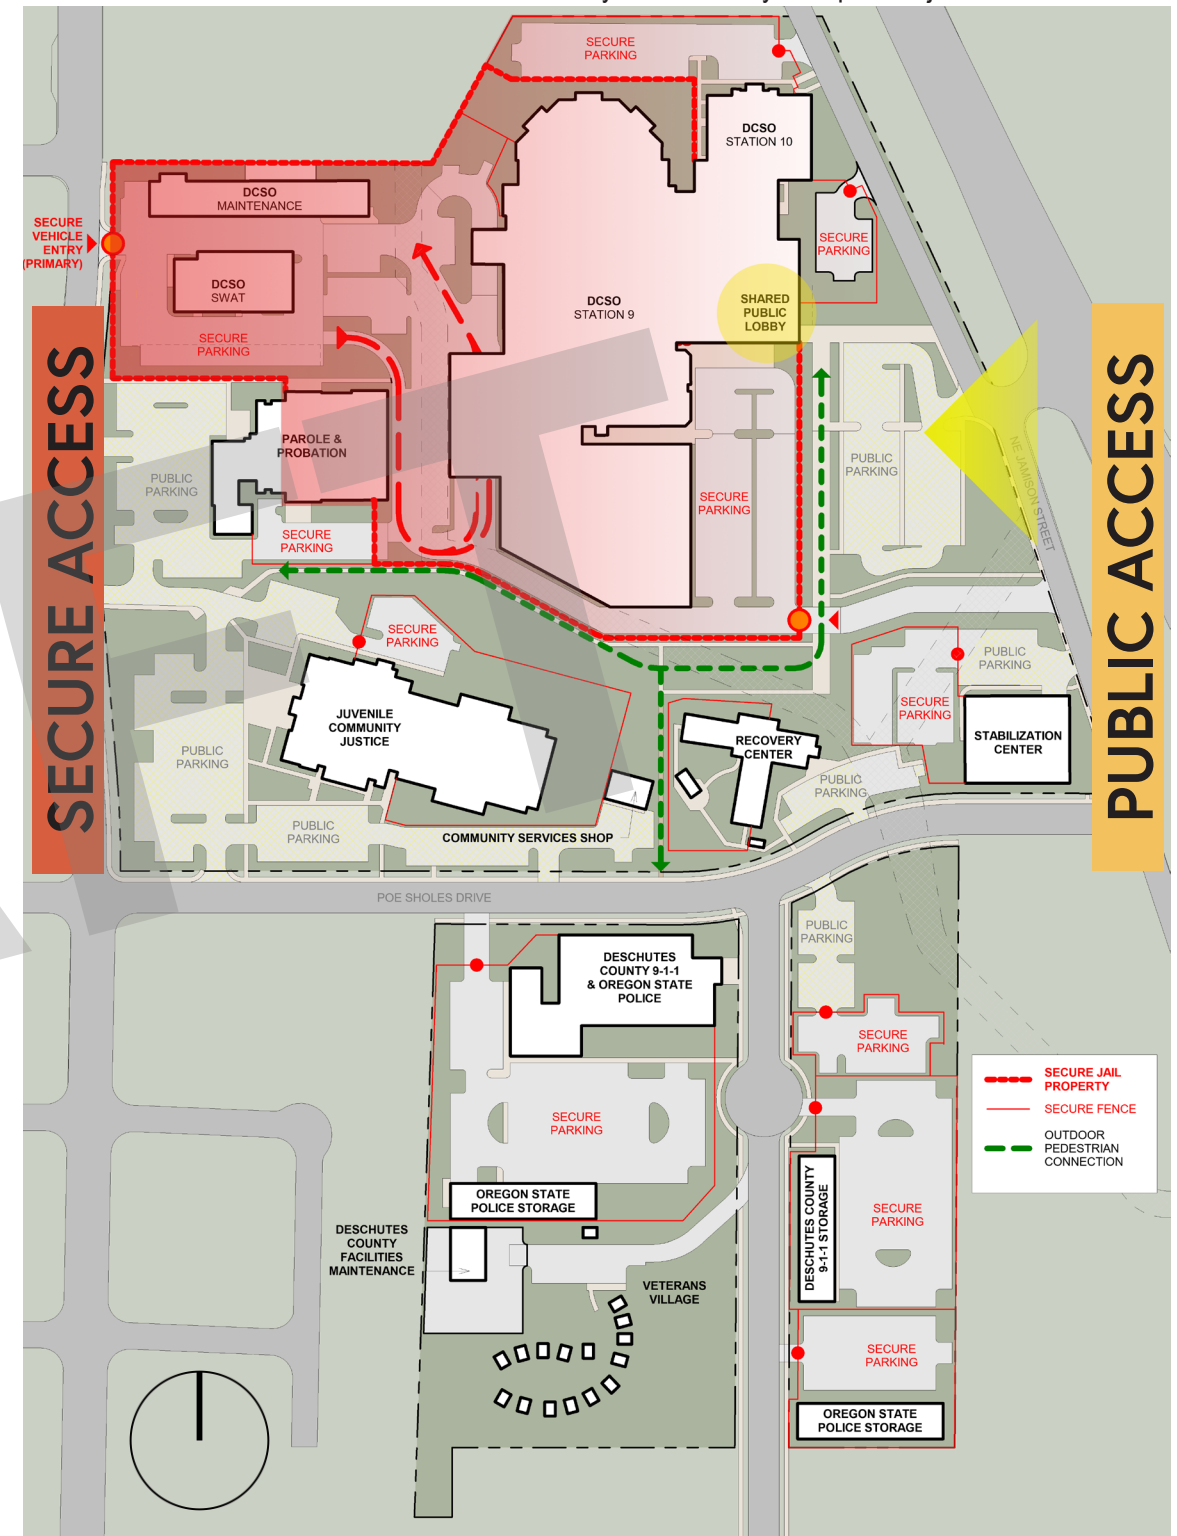 SECURE
PARKING
DCSO
STATION 10
DCSO
MAINTENANCE
SECURE
VEHICLE
ENTRY
(PRIMARY)
SECURE
PARKING
DCSO
SWAT
DCSO
STATION 9
SHARED
PUBLIC
LOBBY
SECURE
PARKING
SECURE ACCESS
PUBLIC ACCESS
PAROLE &
PROBATION
PUBLIC
PARKING
PUBLIC
PARKING
NE JAMISON STREET
SECURE
PARKING
SECURE
PARKING
SECURE
PARKING
PUBLIC
PARKING
SECURE
PARKING
JUVENILE
COMMUNITY
JUSTICE
RECOVERY
CENTER
STABILIZATION
CENTER
PUBLIC
PARKING
PUBLIC
PARKING
PUBLIC
PARKING
COMMUNITY SERVICES SHOP
POE SHOLES DRIVE
PUBLIC
PARKING
DESCHUTES
COUNTY 9-1-1
& OREGON STATE
POLICE
SECURE
PARKING
SECURE JAIL
PROPERTY
SECURE FENCE
OUTDOOR
PEDESTRIAN
CONNECTION
SECURE
PARKING
OREGON STATE
POLICE STORAGE
DESCHUTES COUNTY
9-1-1 STORAGE
SECURE
PARKING
DESCHUTES
COUNTY
FACILITIES
MAINTENANCE
VETERANS
VILLAGE
SECURE
PARKING
OREGON STATE
POLICE STORAGE